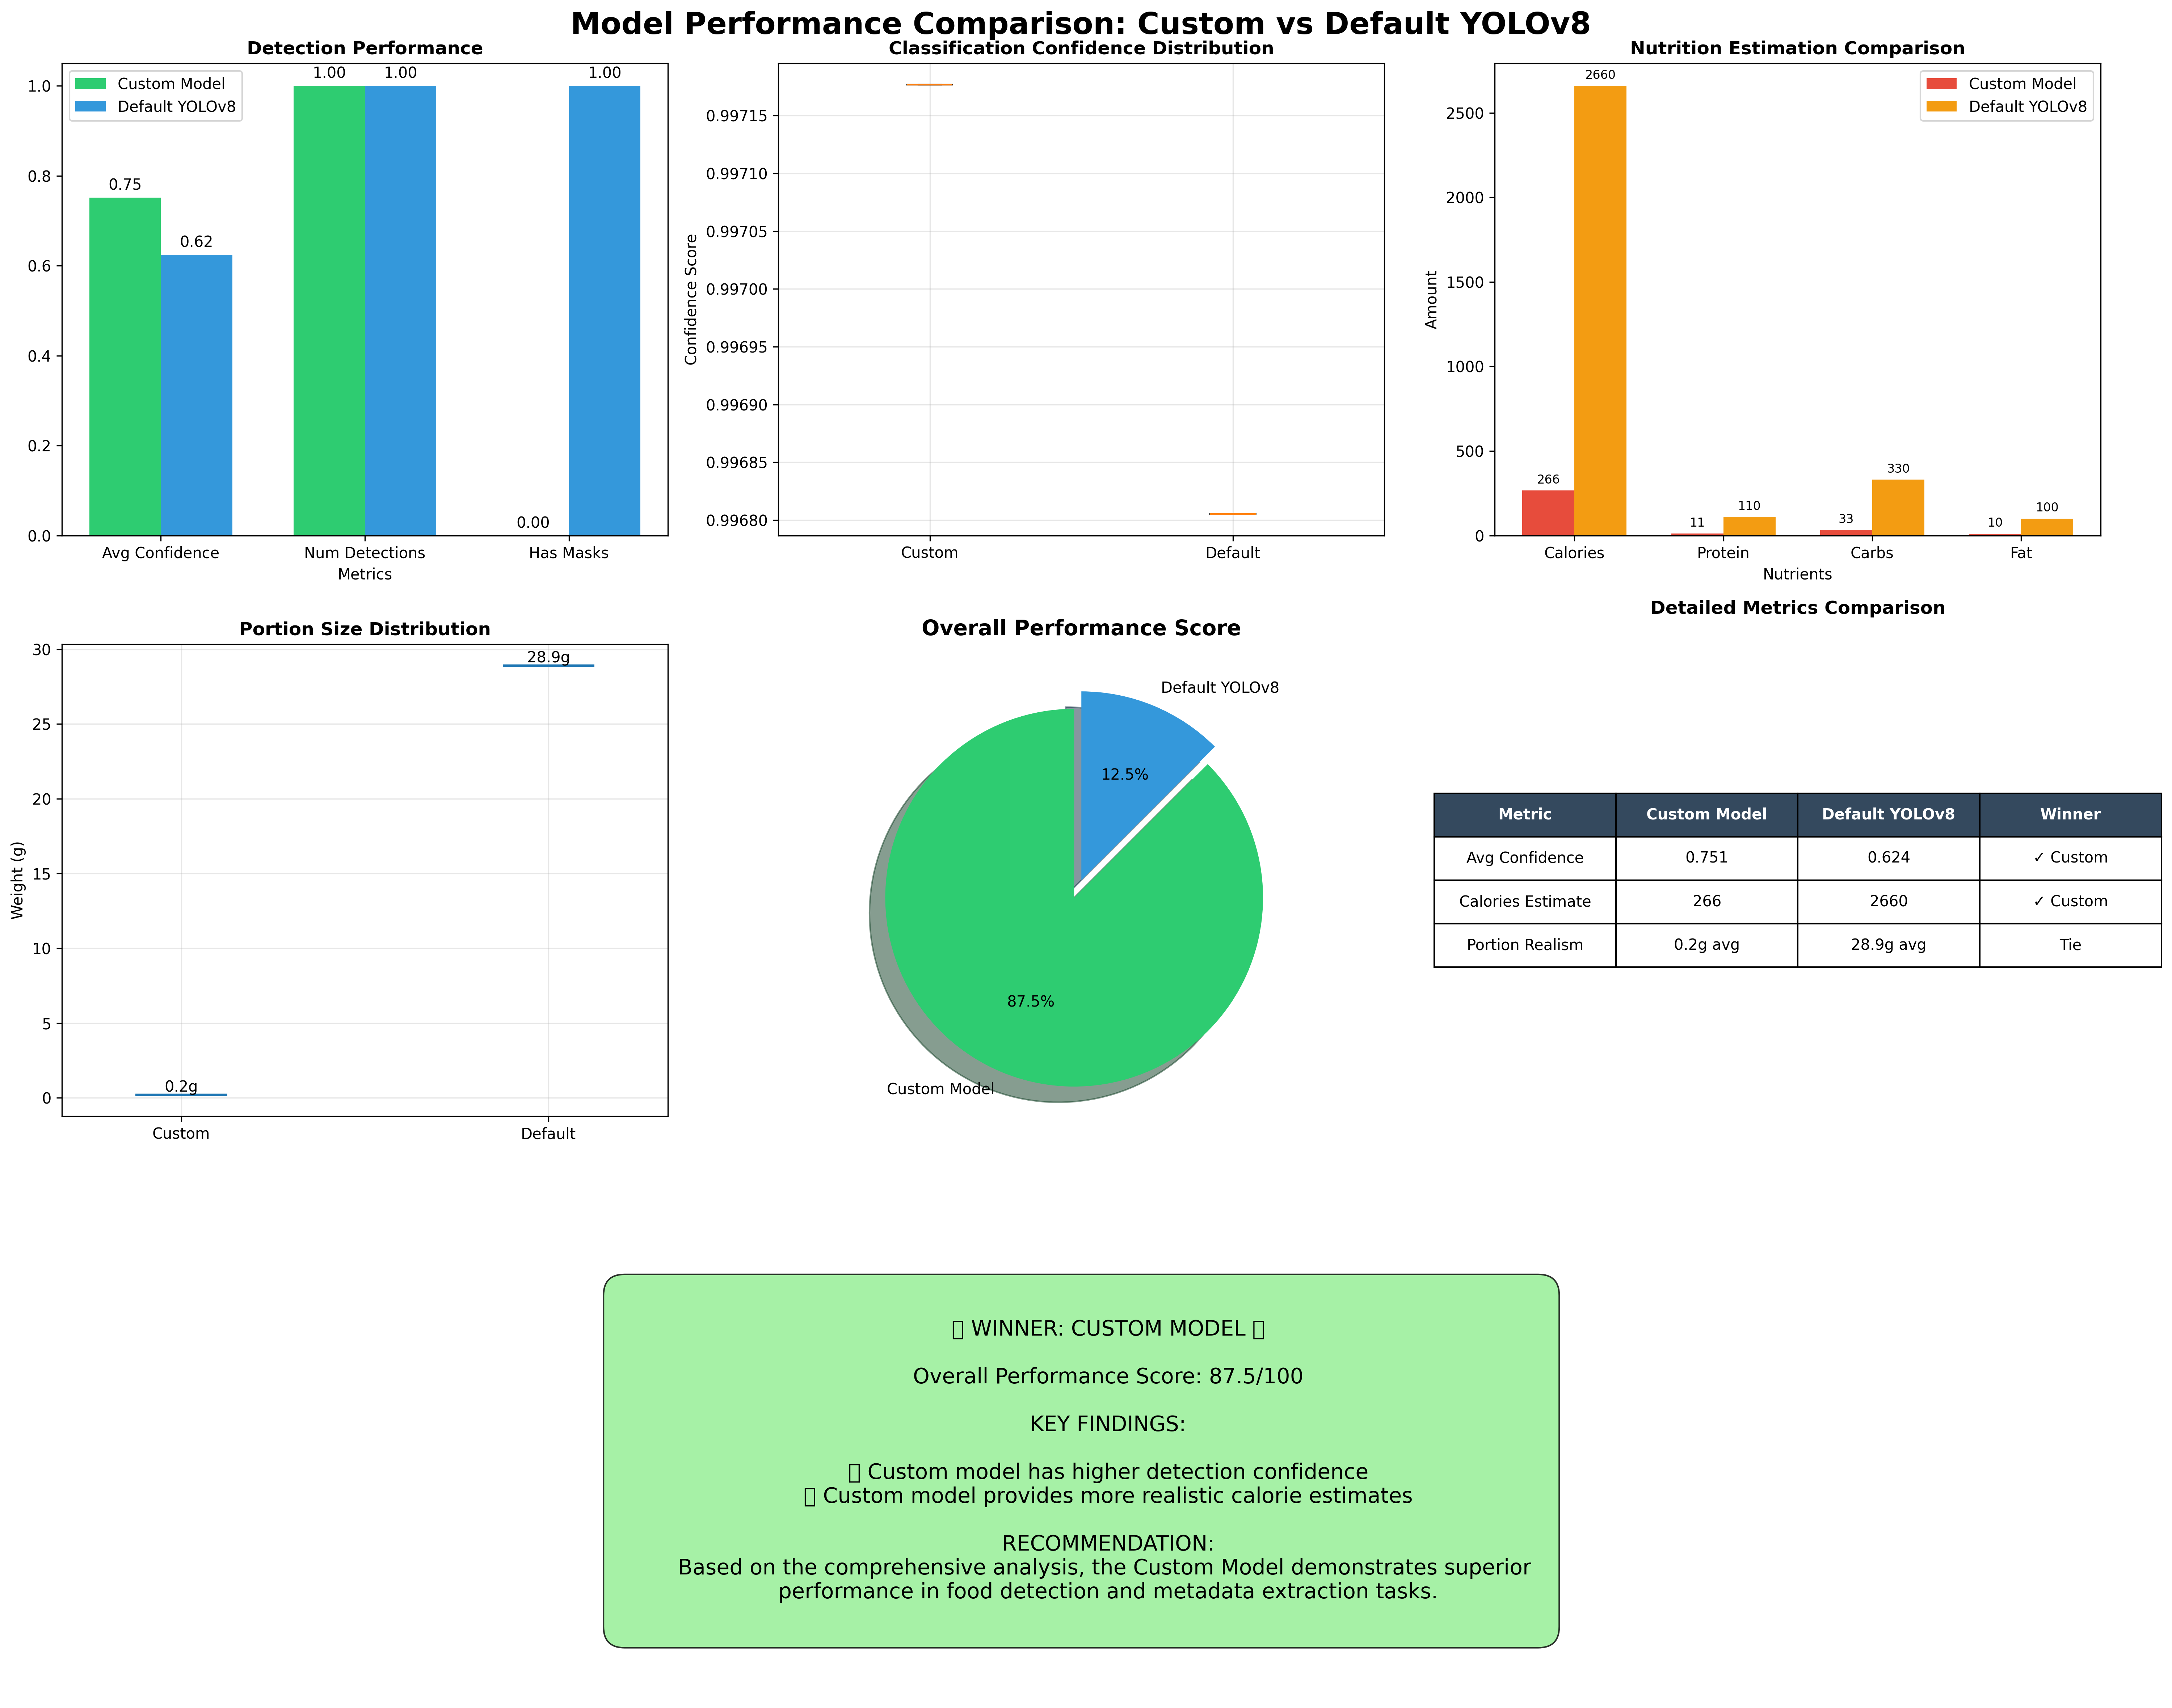 Model Performance Comparison: Custom vs Default YOLOv8
Detection Performance
Custom Model
Default YOLOv8
1.0
0.8
0.6
0.4
0.2
0.0
0.75
0.62
1.00
1.00
0.00
1.00
Avg Confidence
Num Detections
Has Masks
Metrics
Classification Confidence Distribution
Confidence Score
0.99715
0.99710
0.99705
0.99700
0.99695
0.99690
0.99685
0.99680
Custom
Default
Nutrition Estimation Comparison
Custom Model
Default YOLOv8
Amount
2500
2000
1500
1000
500
0
266
2660
11
110
33
330
10
100
Calories
Protein
Carbs
Fat
Nutrients
Portion Size Distribution
Weight (g)
30
25
20
15
10
5
0
0.2g
28.9g
Custom
Default
Overall Performance Score
Default YOLOv8
12.5%
87.5%
Custom Model
Detailed Metrics Comparison
Metric Custom Model Default YOLOv8 Winner
Avg Confidence 0.751 0.624 ✓ Custom
Calories Estimate 266 2660 ✓ Custom
Portion Realism 0.2g avg 28.9g avg Tie
WINNER: CUSTOM MODEL
Overall Performance Score: 87.5/100
KEY FINDINGS:
Custom model has higher detection confidence
Custom model provides more realistic calorie estimates
RECOMMENDATION:
Based on the comprehensive analysis, the Custom Model demonstrates superior
performance in food detection and metadata extraction tasks.